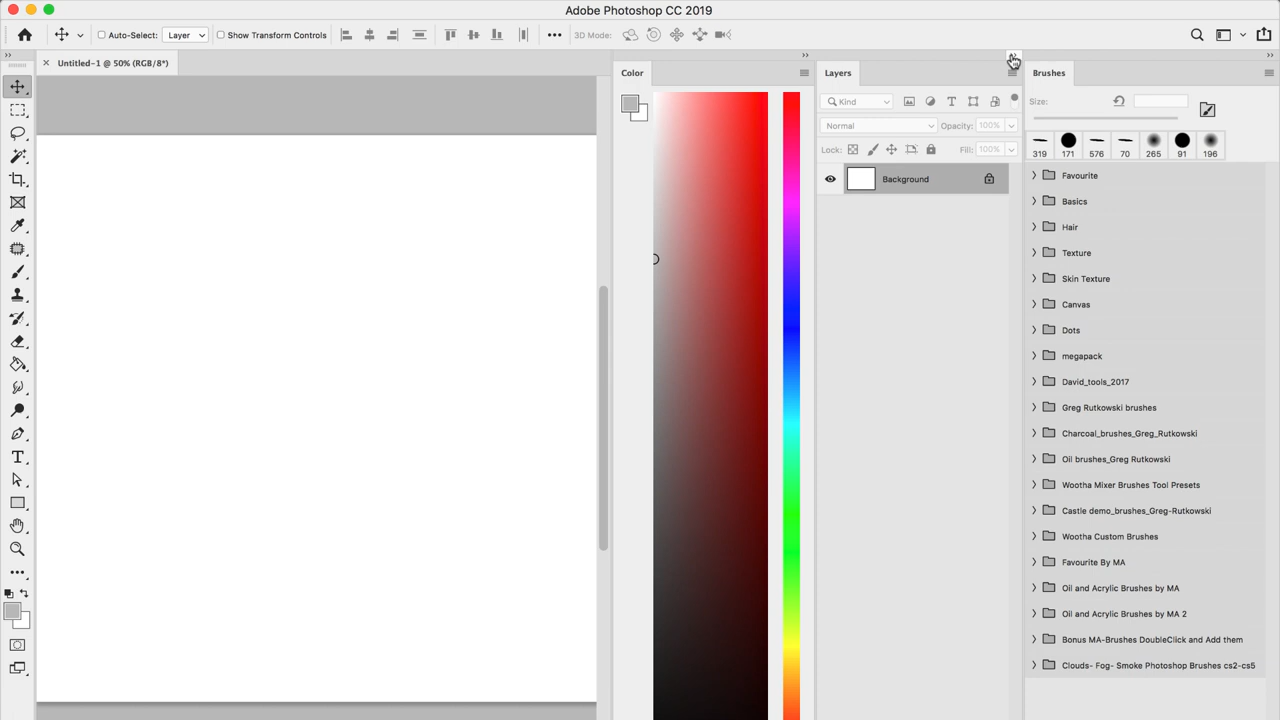 Adobe Photoshop CC 2019
Auto-Select: Layer Show Transform Controls 3D Mode:
Untitled-1 @ 50% (RGB/8*)
Color
Layers
Kind
Normal Opacity: 100%
Lock: Fill: 100%
Background
Brushes
Size:
319 171 576 70 265 91 196
Favourite
Basics
Hair
Texture
Skin Texture
Canvas
Dots
megapack
David_tools_2017
Greg Rutkowski brushes
Charcoal_brushes_Greg_Rutkowski
Oil brushes_Greg Rutkowski
Wootha Mixer Brushes Tool Presets
Castle demo_brushes_Greg-Rutkowski
Wootha Custom Brushes
Favourite By MA
Oil and Acrylic Brushes by MA
Oil and Acrylic Brushes by MA 2
Bonus MA-Brushes DoubleClick and Add them
Clouds- Fog- Smoke Photoshop Brushes cs2-cs5